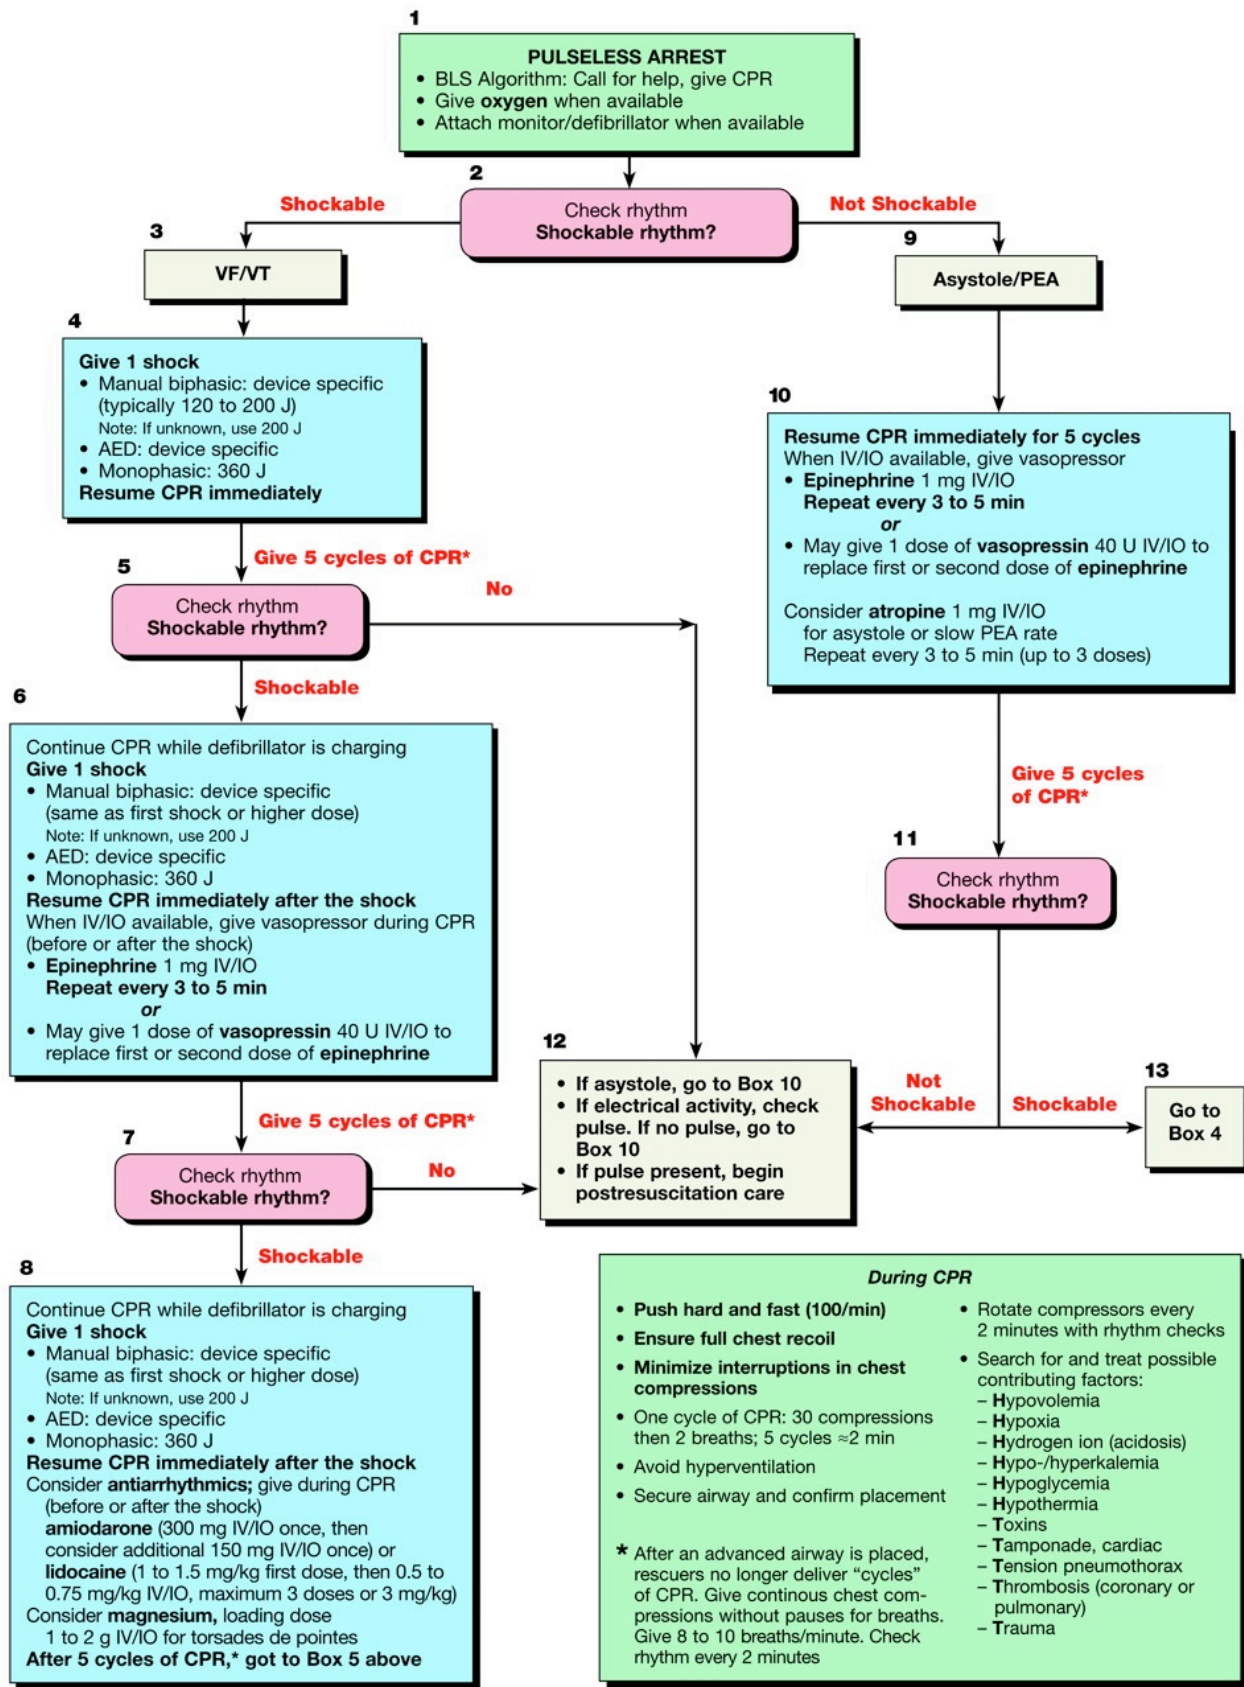 1
PULSELESS ARREST
• BLS Algorithm: Call for help, give CPR
• Give oxygen when available
• Attach monitor/defibrillator when available
2
Shockable
Check rhythm
Shockable rhythm?
Not Shockable
3
VF/VT
9
Asystole/PEA
4
Give 1 shock
• Manual biphasic: device specific
(typically 120 to 200 J)
Note: If unknown, use 200 J
• AED: device specific
• Monophasic: 360 J
Resume CPR immediately
10
Resume CPR immediately for 5 cycles
When IV/IO available, give vasopressor
• Epinephrine 1 mg IV/IO
Repeat every 3 to 5 min
or
• May give 1 dose of vasopressin 40 U IV/IO to
replace first or second dose of epinephrine
Consider atropine 1 mg IV/IO
for asystole or slow PEA rate
Repeat every 3 to 5 min (up to 3 doses)
Give 5 cycles of CPR*
5
Check rhythm
Shockable rhythm?
No
Shockable
6
Continue CPR while defibrillator is charging
Give 1 shock
• Manual biphasic: device specific
(same as first shock or higher dose)
Note: If unknown, use 200 J
• AED: device specific
• Monophasic: 360 J
Resume CPR immediately after the shock
When IV/IO available, give vasopressor during CPR
(before or after the shock)
• Epinephrine 1 mg IV/IO
Repeat every 3 to 5 min
or
• May give 1 dose of vasopressin 40 U IV/IO to
replace first or second dose of epinephrine
Give 5 cycles
of CPR*
11
Check rhythm
Shockable rhythm?
12
• If asystole, go to Box 10
• If electrical activity, check
pulse. If no pulse, go to
Box 10
• If pulse present, begin
postresuscitation care
Not
Shockable
Shockable
13
Go to
Box 4
Give 5 cycles of CPR*
7
Check rhythm
Shockable rhythm?
No
Shockable
8
Continue CPR while defibrillator is charging
Give 1 shock
• Manual biphasic: device specific
(same as first shock or higher dose)
Note: If unknown, use 200 J
• AED: device specific
• Monophasic: 360 J
Resume CPR immediately after the shock
Consider antiarrhythmics; give during CPR
(before or after the shock)
amiodarone (300 mg IV/IO once, then
consider additional 150 mg IV/IO once) or
lidocaine (1 to 1.5 mg/kg first dose, then 0.5 to
0.75 mg/kg IV/IO, maximum 3 doses or 3 mg/kg)
Consider magnesium, loading dose
1 to 2 g IV/IO for torsades de pointes
After 5 cycles of CPR,* got to Box 5 above
During CPR
• Push hard and fast (100/min)
• Ensure full chest recoil
• Minimize interruptions in chest
compressions
• One cycle of CPR: 30 compressions
then 2 breaths; 5 cycles ≈2 min
• Avoid hyperventilation
• Secure airway and confirm placement
* After an advanced airway is placed,
rescuers no longer deliver “cycles”
of CPR. Give continous chest com-
pressions without pauses for breaths.
Give 8 to 10 breaths/minute. Check
rhythm every 2 minutes
• Rotate compressors every
2 minutes with rhythm checks
• Search for and treat possible
contributing factors:
– Hypovolemia
– Hypoxia
– Hydrogen ion (acidosis)
– Hypo-/hyperkalemia
– Hypoglycemia
– Hypothermia
– Toxins
– Tamponade, cardiac
– Tension pneumothorax
– Thrombosis (coronary or
pulmonary)
– Trauma